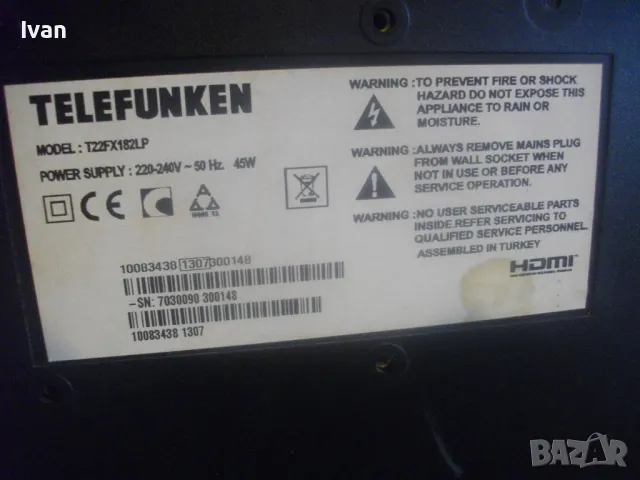 Ivan
TELEFUNKEN
MODEL : T22FX182LP
POWER SUPPLY : 220-240V ~ 50 Hz. 45W
CE
WARNING :TO PREVENT FIRE OR SHOCK
HAZARD DO NOT EXPOSE THIS
APPLIANCE TO RAIN OR
MOISTURE.
WARNING :ALWAYS REMOVE MAINS PLUG
FROM WALL SOCKET WHEN
NOT IN USE OR BEFORE ANY
SERVICE OPERATION.
WARNING :NO USER SERVICEABLE PARTS
INSIDE.REFER SERVICING TO
QUALIFIED SERVICE PERSONNEL.
ASSEMBLED IN TURKEY
HDMI
10083438 1307 300148
-SN: 7030090 300148
10083438 1307
BAZAR